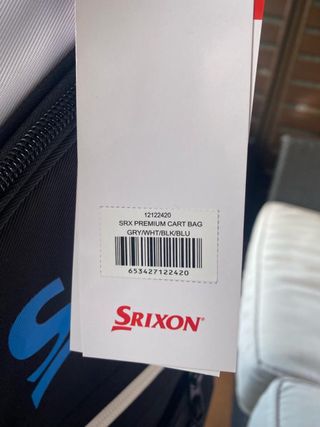 12122420
SRX PREMIUM CART BAG
GRY/WHT/BLK/BLU
653427122420
SRIXON®